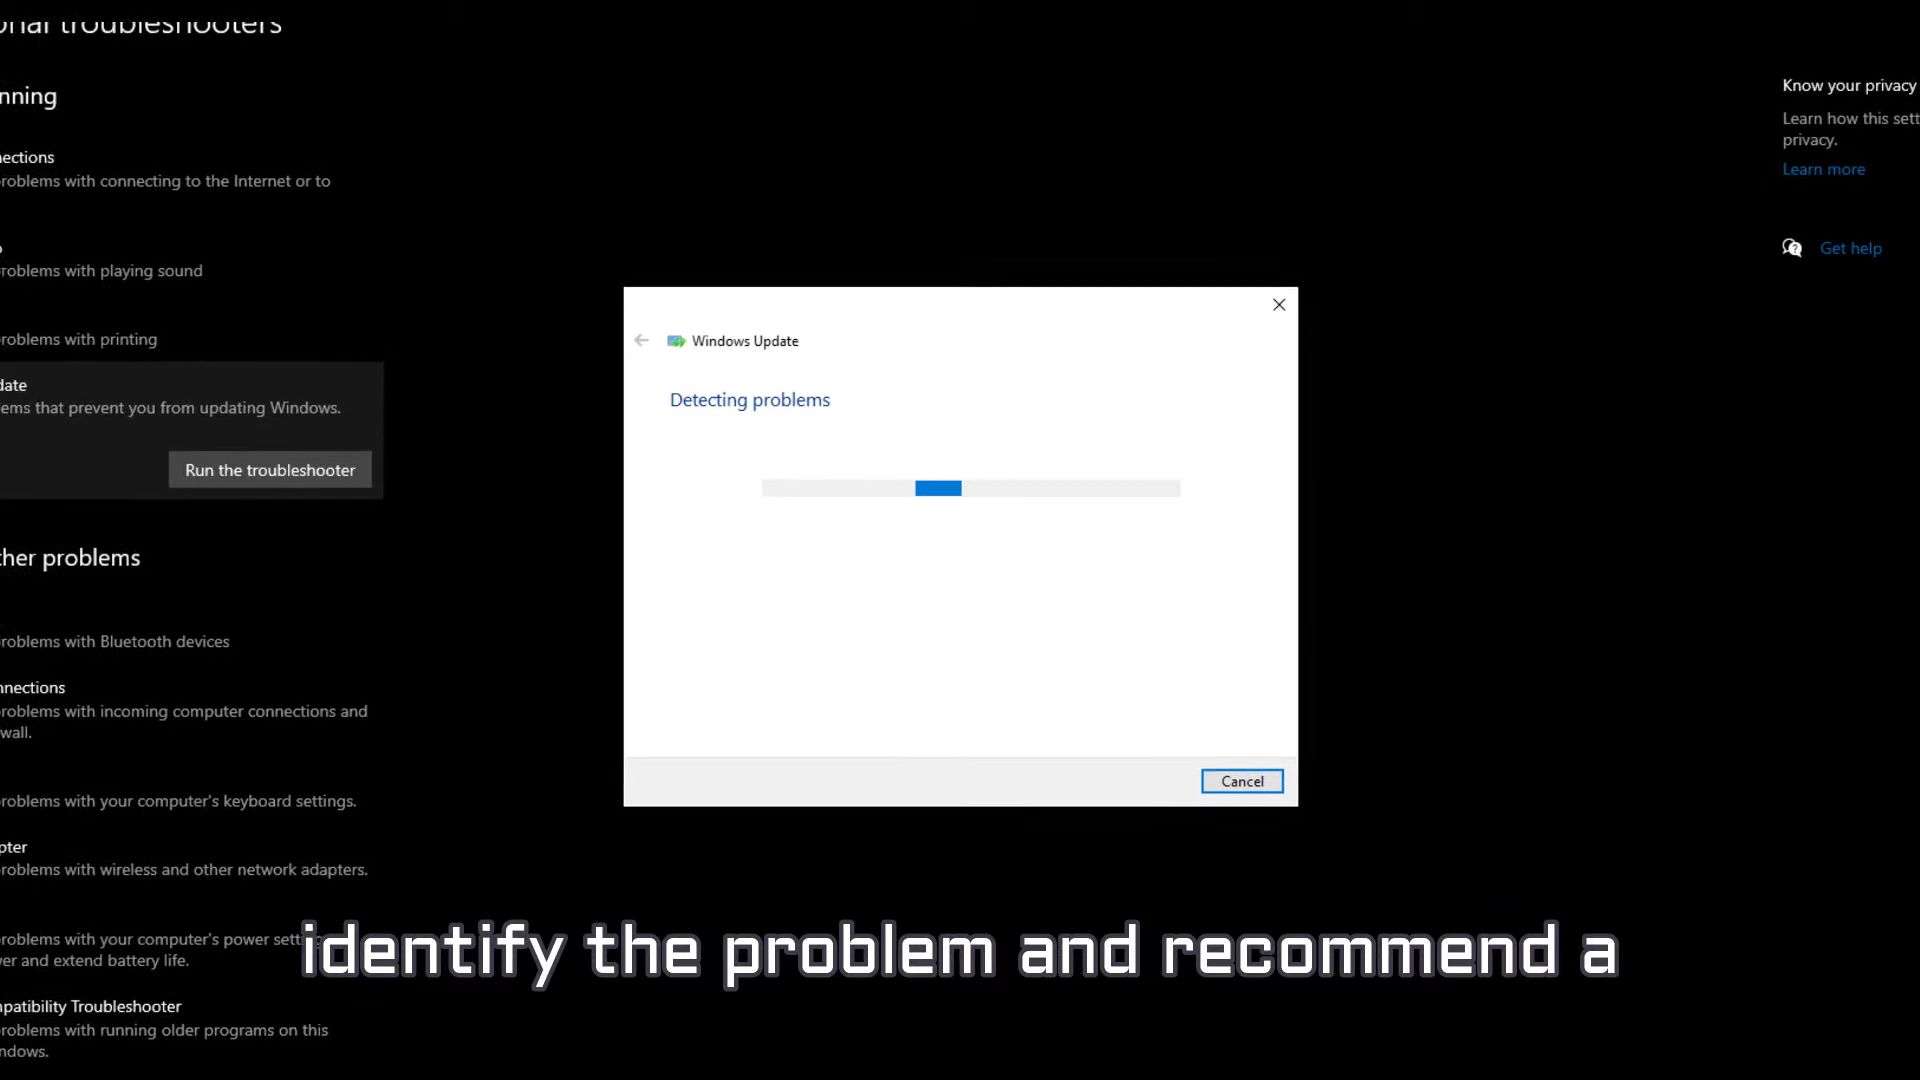 onal troubleshooters
nning
nections
roblems with connecting to the Internet or to
roblems with playing sound
roblems with printing
date
ems that prevent you from updating Windows.
Run the troubleshooter
ther problems
roblems with Bluetooth devices
nnections
roblems with incoming computer connections and
wall.
roblems with your computer's keyboard settings.
pter
roblems with wireless and other network adapters.
roblems with your computer's power sett
er and extend battery life.
mpatibility Troubleshooter
roblems with running older programs on this
ndows.
Windows Update
Detecting problems
Cancel
Know your privacy
Learn how this sett
privacy.
Learn more
Get help
identify the problem and recommend a